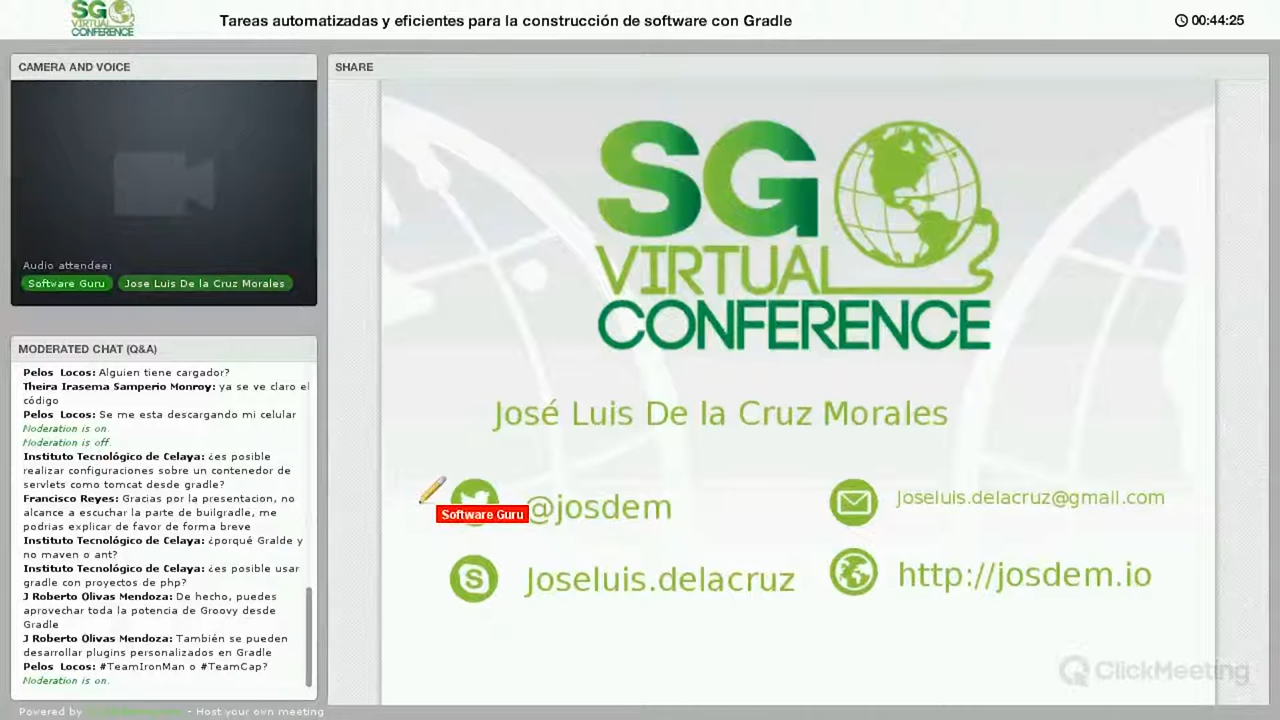 SG
VIRTUAL
CONFERENCE
Tareas automatizadas y eficientes para la construcción de software con Gradle
00:44:25
CAMERA AND VOICE
Audio attendee:
Software Guru
Jose Luis De la Cruz Morales
MODERATED CHAT (Q&A)
Pelos Locos: Alguien tiene cargador?
Theira Irasema Samperio Monroy: ya se ve claro el
código
Pelos Locos: Se me esta descargando mi celular
Moderation is on.
Moderation is off.
Instituto Tecnológico de Celaya: ¿es posible
realizar configuraciones sobre un contenedor de
servlets como tomcat desde gradle?
Francisco Reyes: Gracias por la presentacion, no
alcance a escuchar la parte de builgradle, me
podrias explicar de favor de forma breve
Instituto Tecnológico de Celaya: ¿porqué Gralde y
no maven o ant?
Instituto Tecnológico de Celaya: ¿es posible usar
gradle con proyectos de php?
J Roberto Olivas Mendoza: De hecho, puedes
aprovechar toda la potencia de Groovy desde
Gradle
J Roberto Olivas Mendoza: También se pueden
desarrollar plugins personalizados en Gradle
Pelos Locos: #TeamIronMan o #TeamCap?
Moderation is on.
Powered by
- Host your own meeting
SHARE
SG
VIRTUAL
CONFERENCE
José Luis De la Cruz Morales
@josdem
Software Guru
Joseluis.delacruz@gmail.com
Joseluis.delacruz
http://josdem.io
ClickMeeting